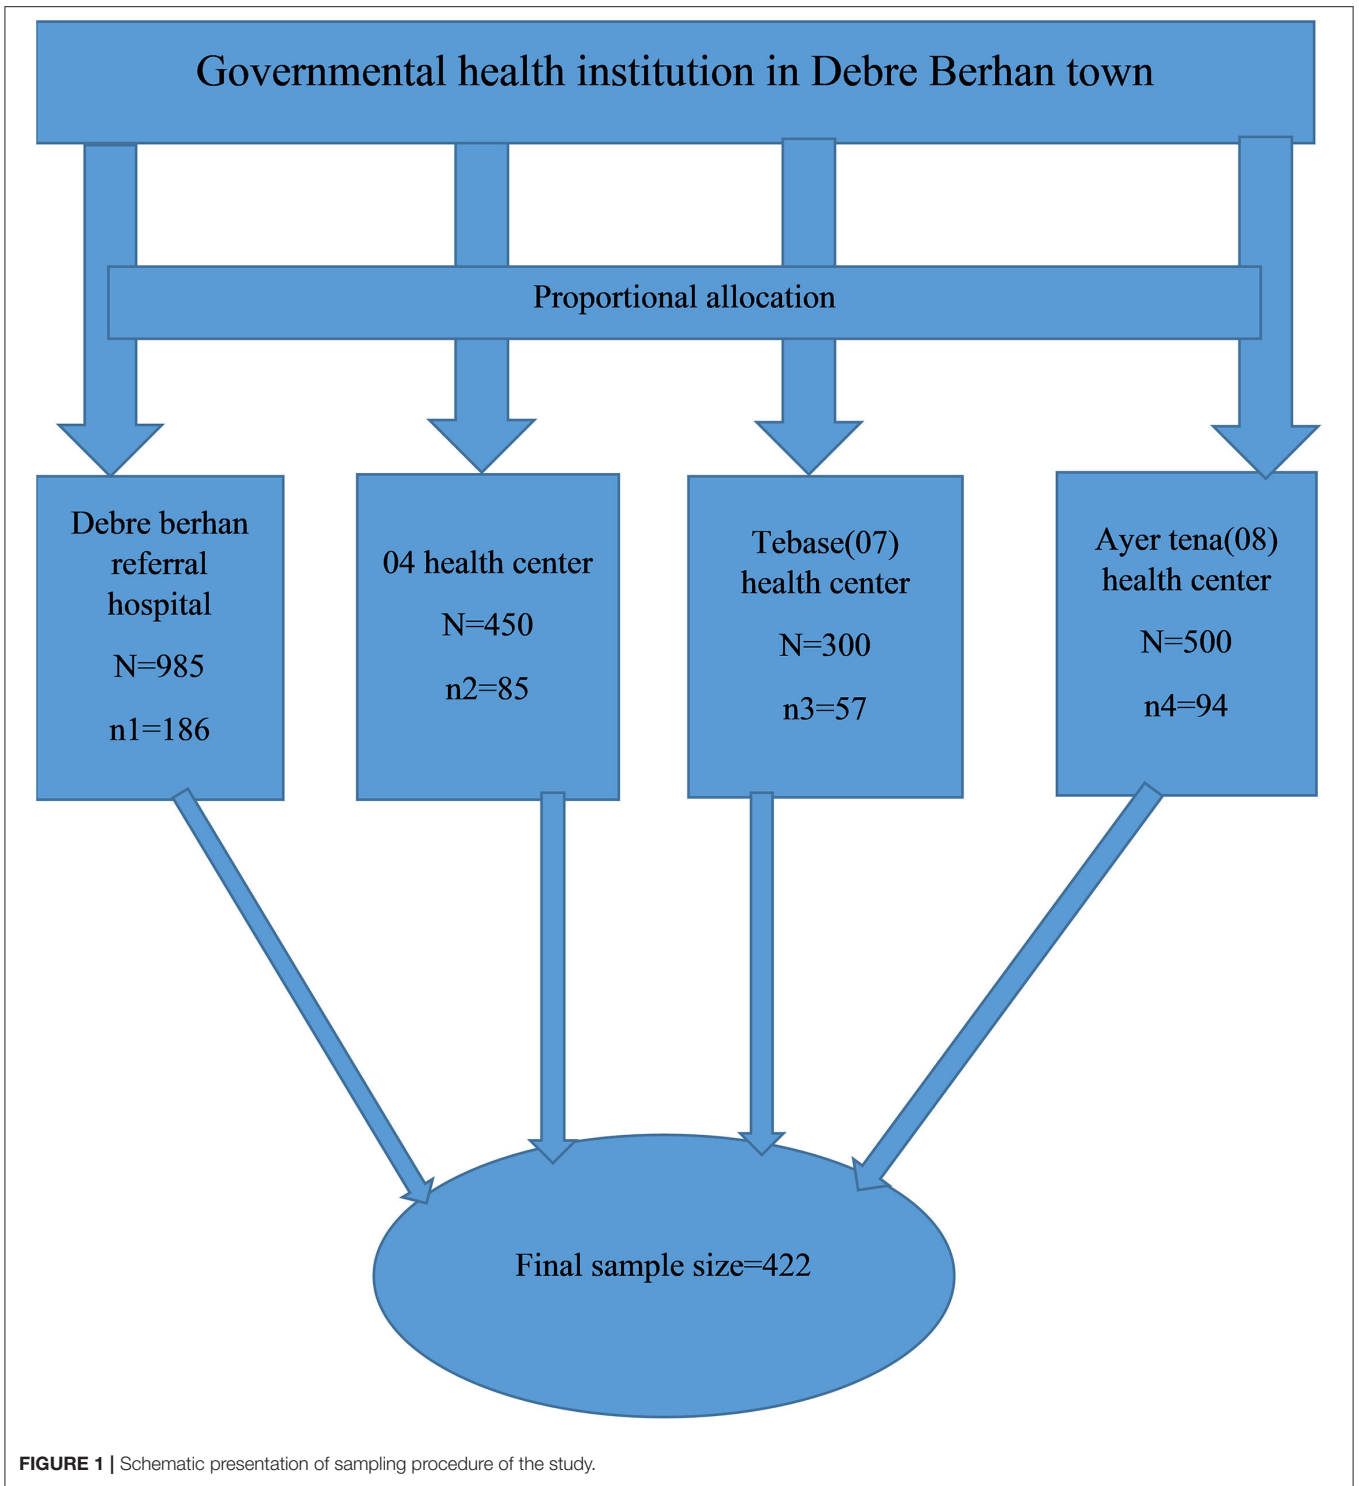 Governmental health institution in Debre Berhan town
Proportional allocation
Debre berhan
referral
hospital
N=985
n1=186
04 health center
N=450
n2=85
Tebase(07)
health center
N=300
n3=57
Ayer tena(08)
health center
N=500
n4=94
Final sample size=422
FIGURE 1 | Schematic presentation of sampling procedure of the study.